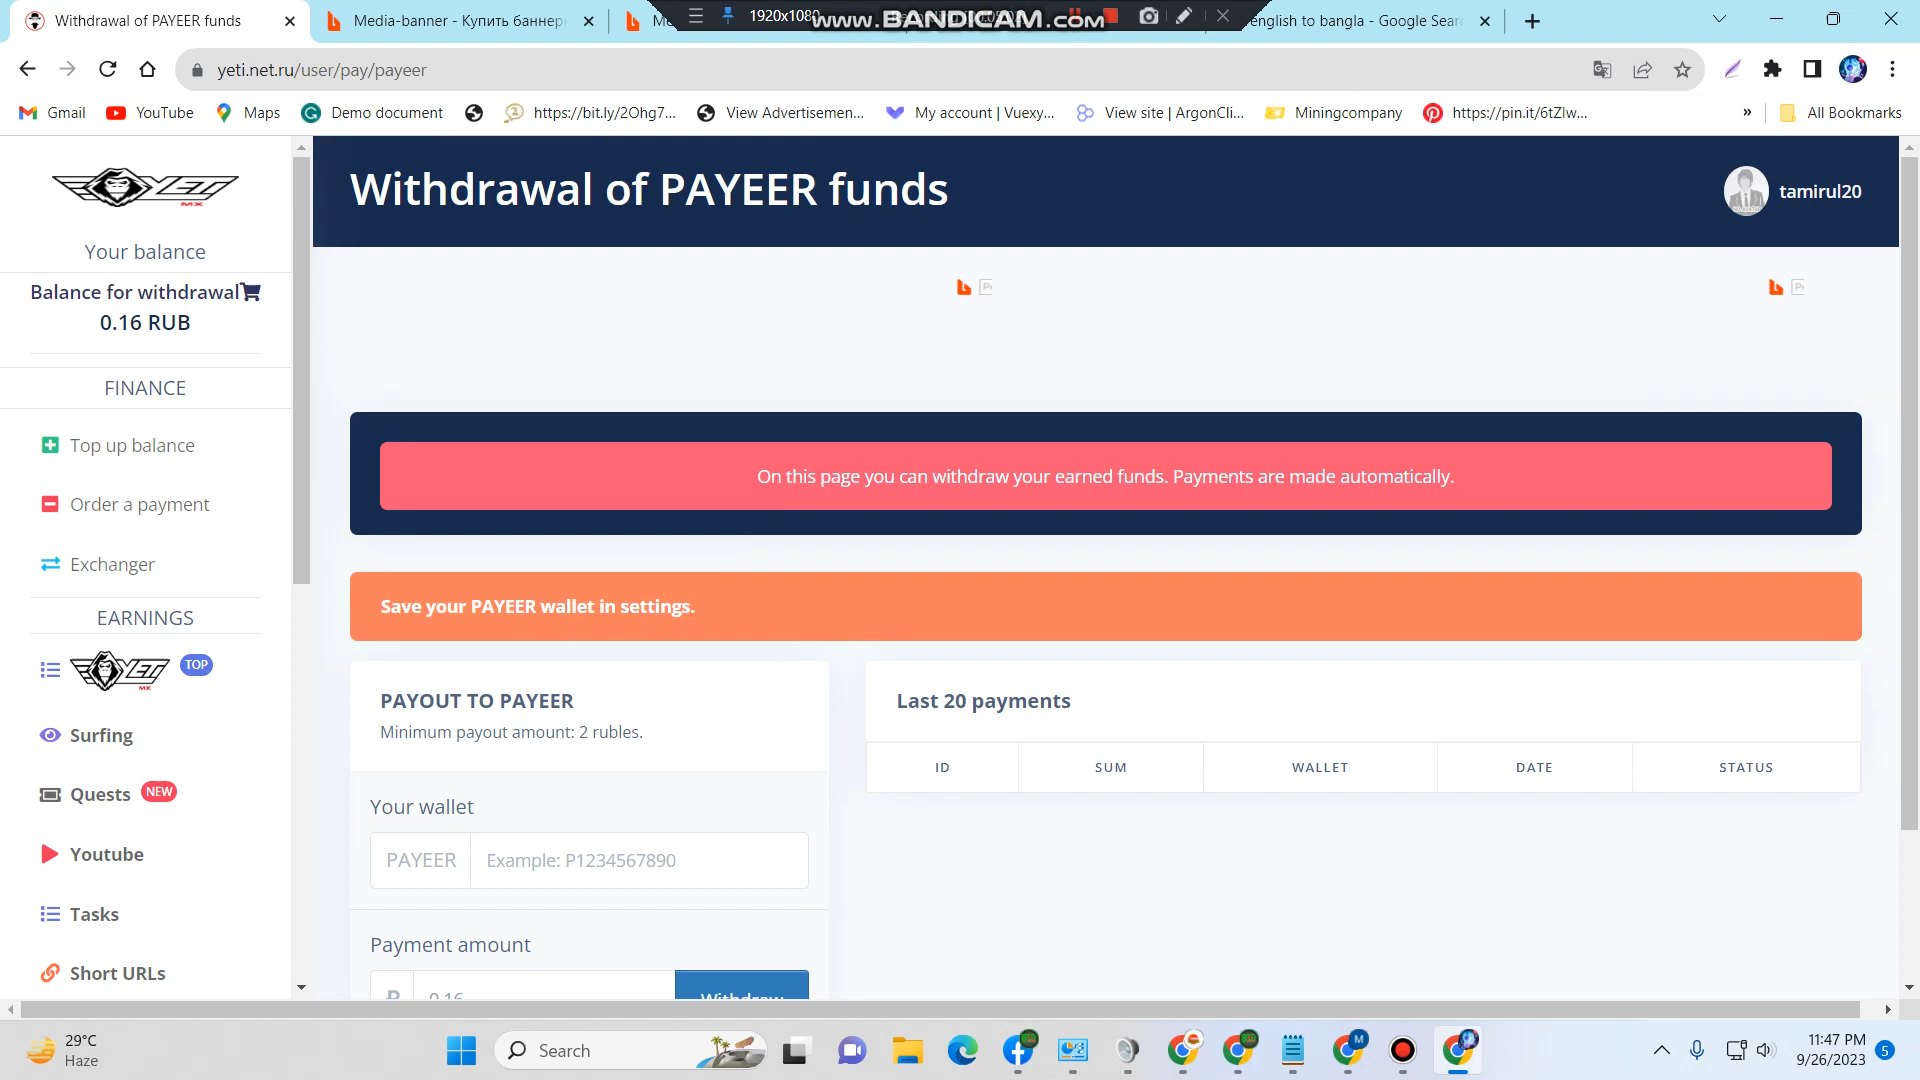 Withdrawal of PAYEER funds
Media-banner - Купить баннер
1920x1080
www.BANDICAM.com
english to bangla - Google Sear
yeti.net.ru/user/pay/payeer
Gmail
YouTube
Maps
Demo document
https://bit.ly/2Ohg7...
View Advertisemen...
My account | Vuexy...
View site | ArgonCli...
Miningcompany
https://pin.it/6tZlw...
»
All Bookmarks
YETI
MX
Your balance
Balance for withdrawal
0.16 RUB
FINANCE
Top up balance
Order a payment
Exchanger
EARNINGS
TOP
Surfing
Quests NEW
Youtube
Tasks
Short URLs
Withdrawal of PAYEER funds
tamirul20
On this page you can withdraw your earned funds. Payments are made automatically.
Save your PAYEER wallet in settings.
PAYOUT TO PAYEER
Minimum payout amount: 2 rubles.
Your wallet
PAYEER
Example: P1234567890
Payment amount
0.16
Withdraw
Last 20 payments
ID
SUM
WALLET
DATE
STATUS
29°C
Haze
Search
11:47 PM
9/26/2023
5